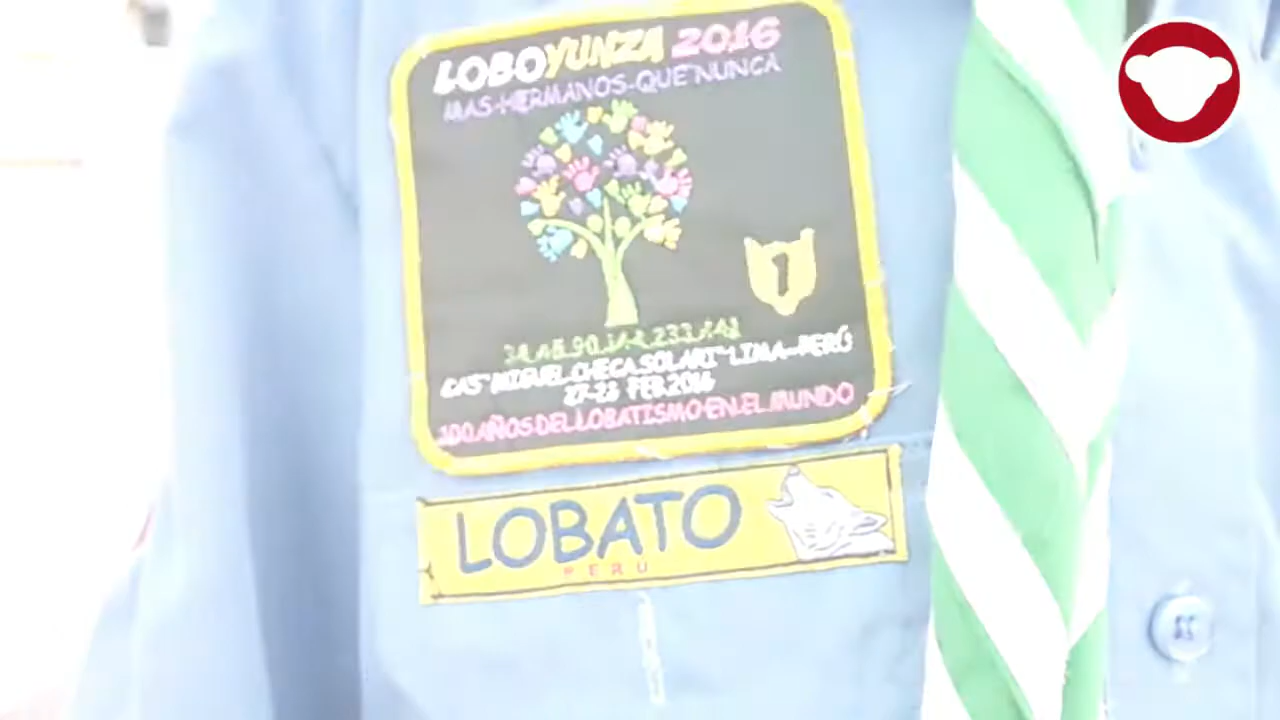 LOBOYUNZA 2016
MAS-HERMANOS-QUE NUNCA
1
233
CAS "MIGUEL CHECA SOLARI" LIMA-PERÚ
27-28 FEB.2016
100 AÑOS DEL LOBATISMO EN EL MUNDO
LOBATO
PERU